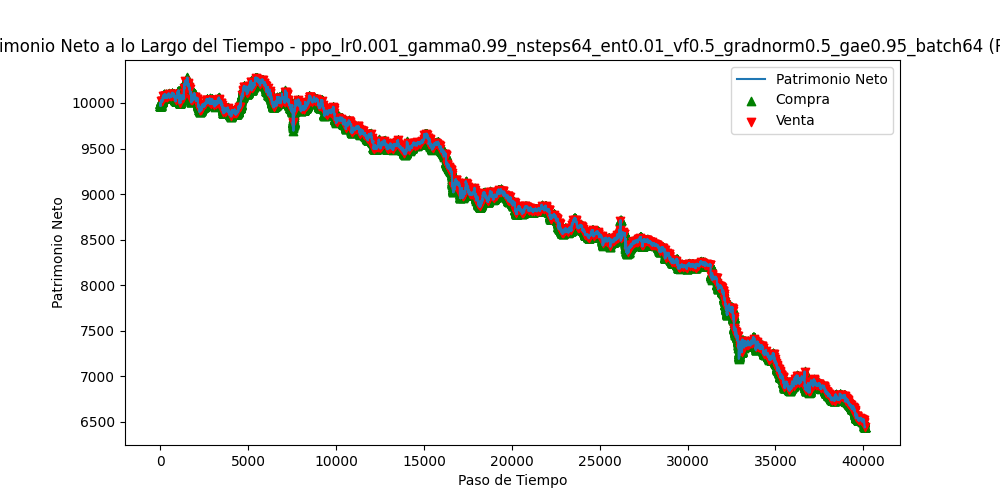 imonio Neto a lo Largo del Tiempo - ppo_lr0.001_gamma0.99_nsteps64_ent0.01_vf0.5_gradnorm0.5_gae0.95_batch64 (
Patrimonio Neto
Compra
Venta
Patrimonio Neto
10000
9500
9000
8500
8000
7500
7000
6500
0
5000
10000
15000
20000
25000
30000
35000
40000
Paso de Tiempo